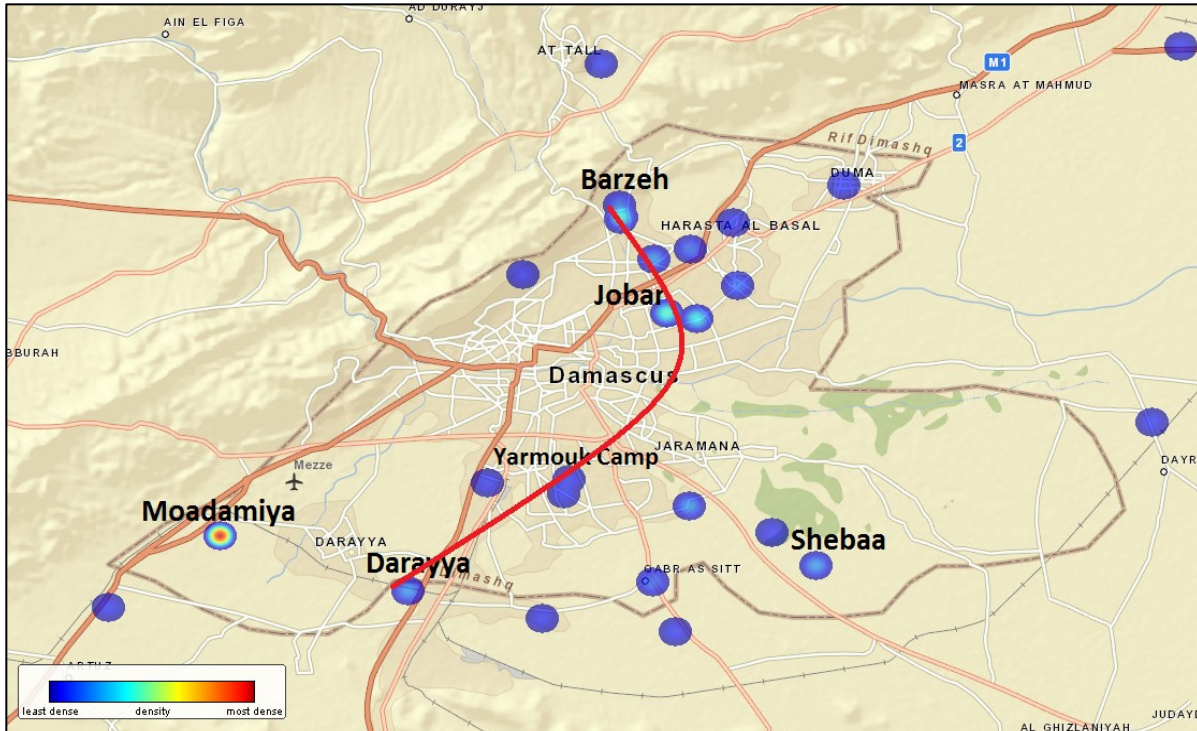 AIN EL FIGA
AD DURAYJ
AT TALL
M1
MASRA AT MAHMUD
2
Rif Dimashq
DUMA
Barzeh
HARASTA AL BASAL
Jobar
BBURAH
Damascus
JARAMANA
Yarmouk Camp
Mezze
DAYR
Moadamiya
DARAYYA
Shebaa
Darayya
QABR AS SITT
ARTUZ
least dense density most dense
JUDAYD
AL GHIZLANIYAH